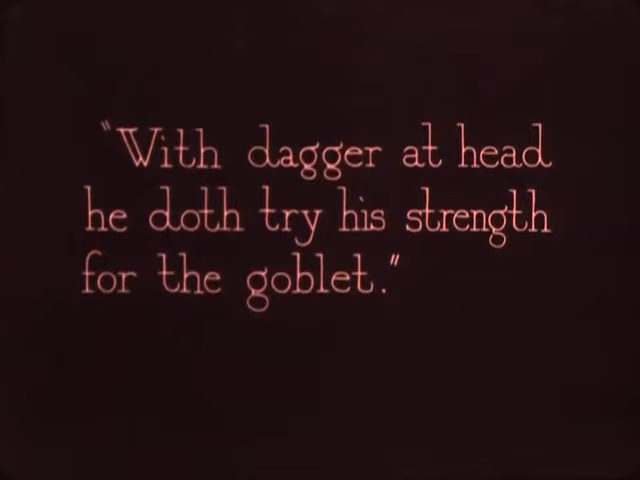 "With dagger at head
he doth try his strength
for the goblet."